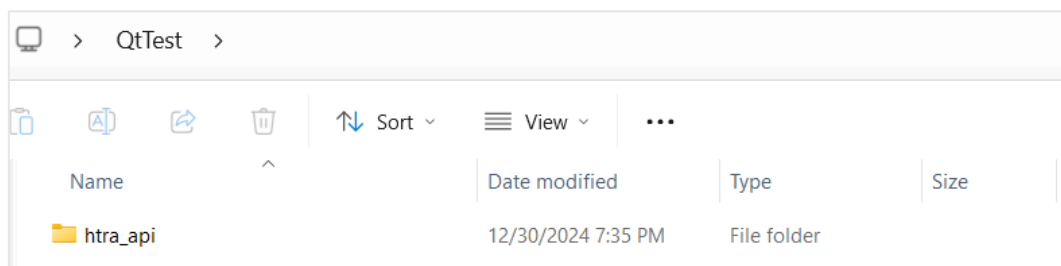 QtTest
Sort View
Name Date modified Type Size
htra_api 12/30/2024 7:35 PM File folder